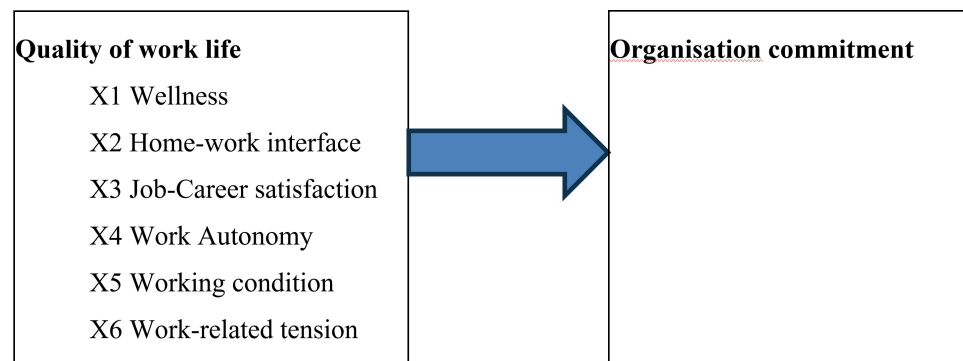 Quality of work life
X1 Wellness
X2 Home-work interface
X3 Job-Career satisfaction
X4 Work Autonomy
X5 Working condition
X6 Work-related tension
Organisation commitment